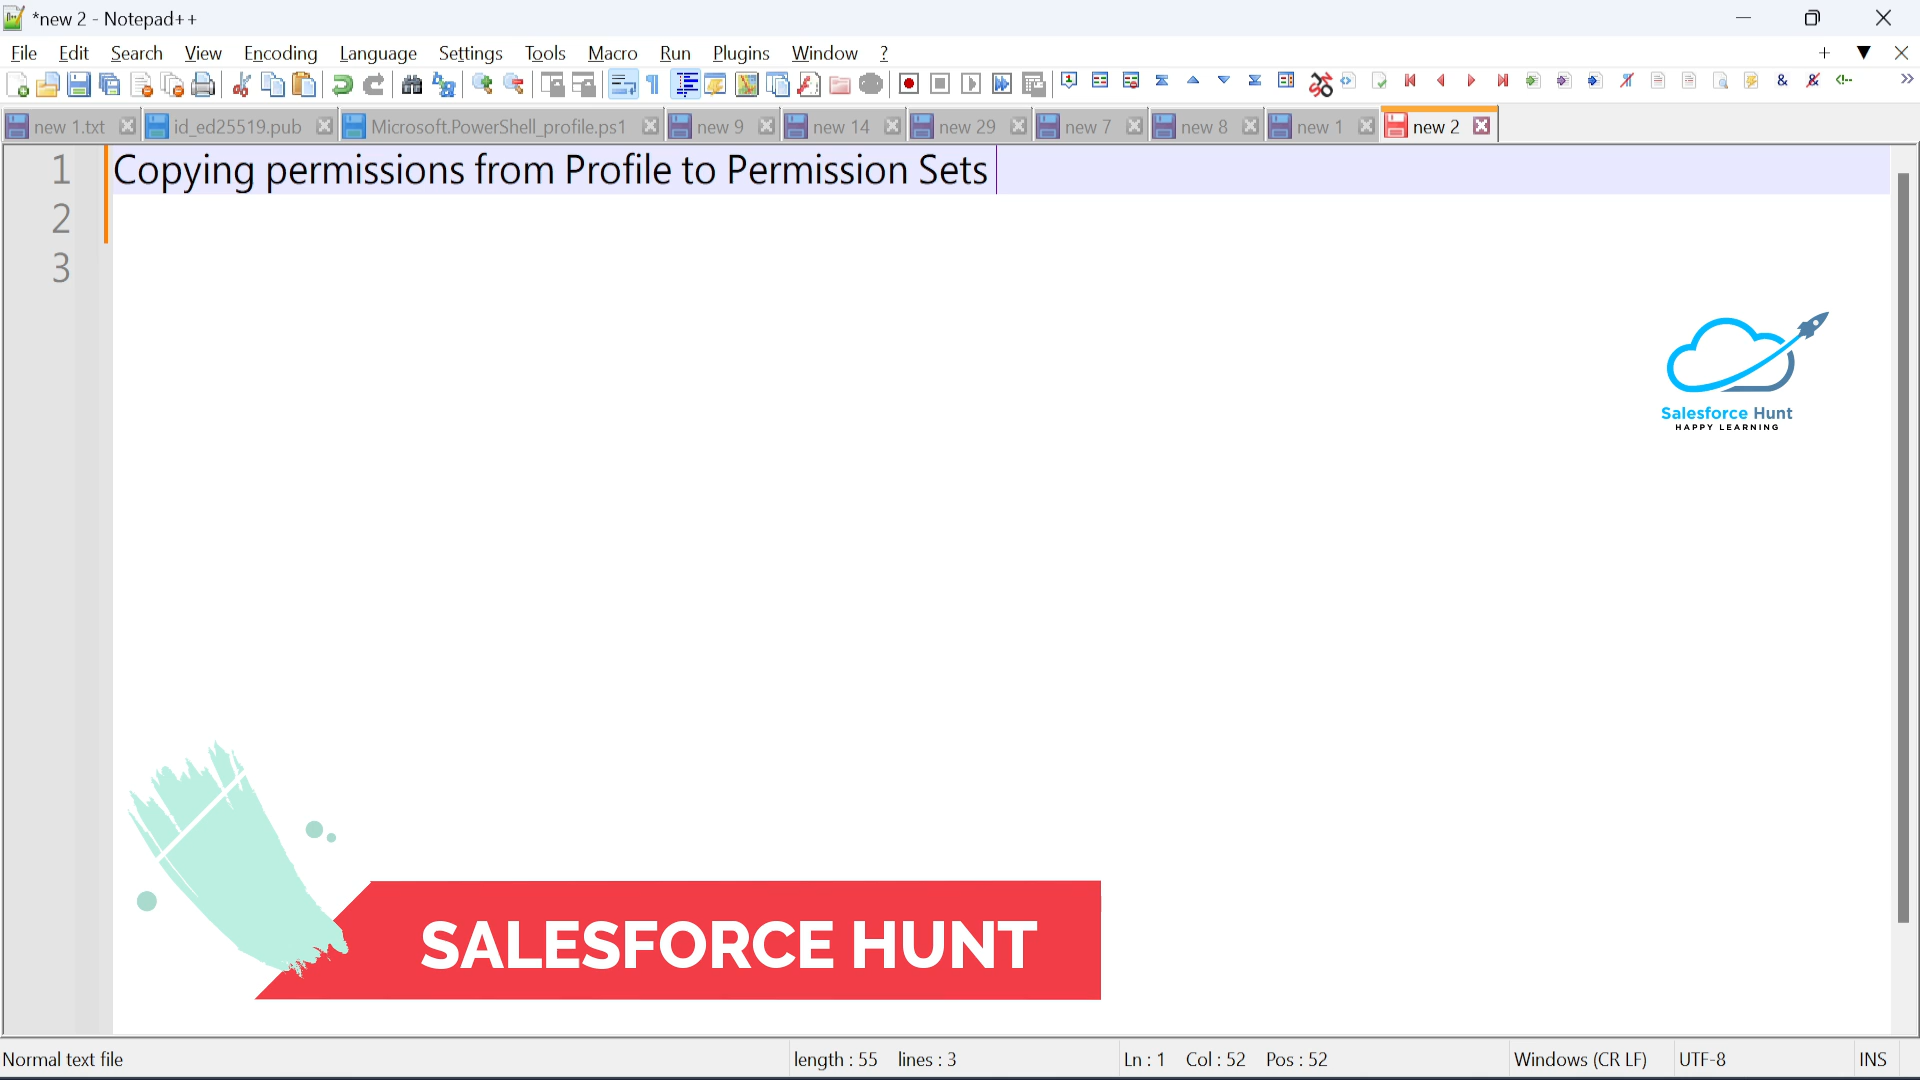 *new 2 - Notepad++
File Edit Search View Encoding Language Settings Tools Macro Run Plugins Window ?
new 1.txt id_ed25519.pub Microsoft.PowerShell_profile.ps1 new 9 new 14 new 29 new 7 new 8 new 1 new 2
1 Copying permissions from Profile to Permission Sets
2
3
Salesforce Hunt
HAPPY LEARNING
SALESFORCE HUNT
Normal text file length : 55 lines : 3 Ln : 1 Col : 52 Pos : 52 Windows (CR LF) UTF-8 INS